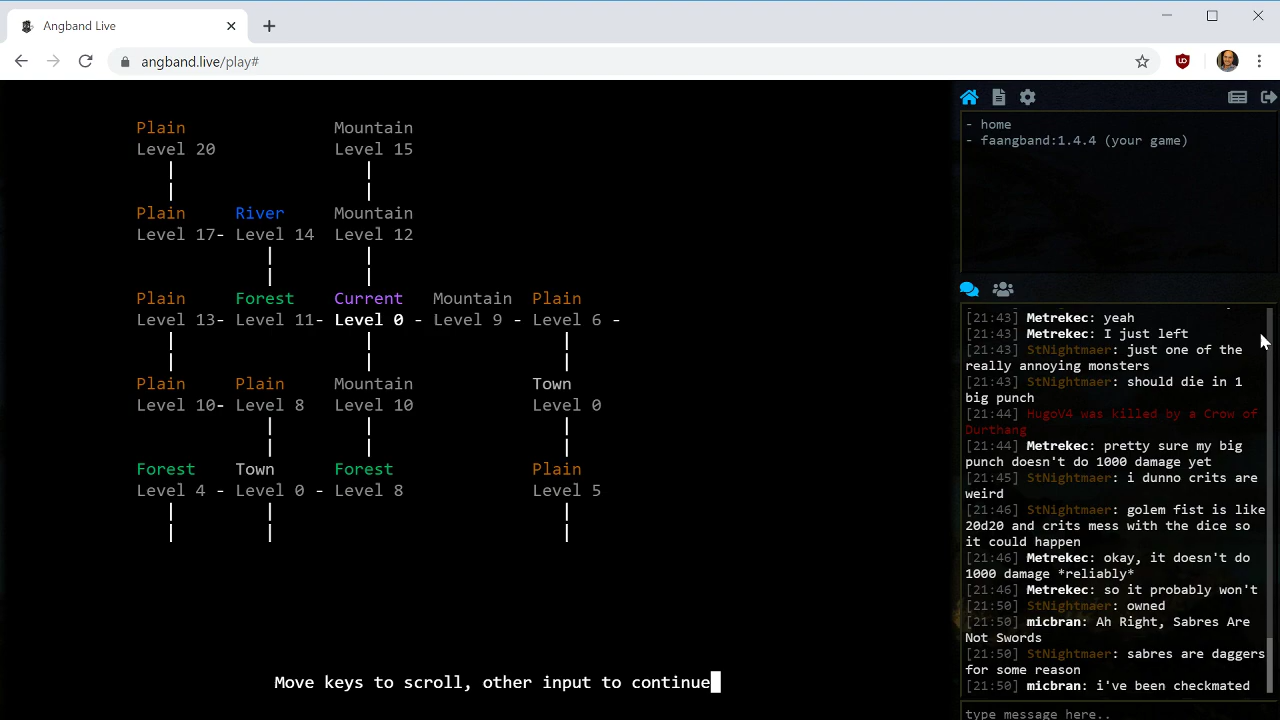 Angband Live
angband.live/play#
Plain Mountain
Level 20 Level 15
Plain River Mountain
Level 17- Level 14 Level 12
Plain Forest Current Mountain Plain
Level 13- Level 11- Level 0 - Level 9 - Level 6 -
Plain Plain Mountain Town
Level 10- Level 8 Level 10 Level 0
Forest Town Forest Plain
Level 4 - Level 0 - Level 8 Level 5
Move keys to scroll, other input to continue
- home
- faangband:1.4.4 (your game)
[21:43] Metrekec: yeah
[21:43] Metrekec: I just left
[21:43] StNightmaer: just one of the
really annoying monsters
[21:43] StNightmaer: should die in 1
big punch
[21:44] HugoV4 was killed by a Crow of
Durthang
[21:44] Metrekec: pretty sure my big
punch doesn't do 1000 damage yet
[21:45] StNightmaer: i dunno crits are
weird
[21:46] StNightmaer: golem fist is like
20d20 and crits mess with the dice so
it could happen
[21:46] Metrekec: okay, it doesn't do
1000 damage *reliably*
[21:46] Metrekec: so it probably won't
[21:50] StNightmaer: owned
[21:50] micbran: Ah Right, Sabres Are
Not Swords
[21:50] StNightmaer: sabres are daggers
for some reason
[21:50] micbran: i've been checkmated
type message here..